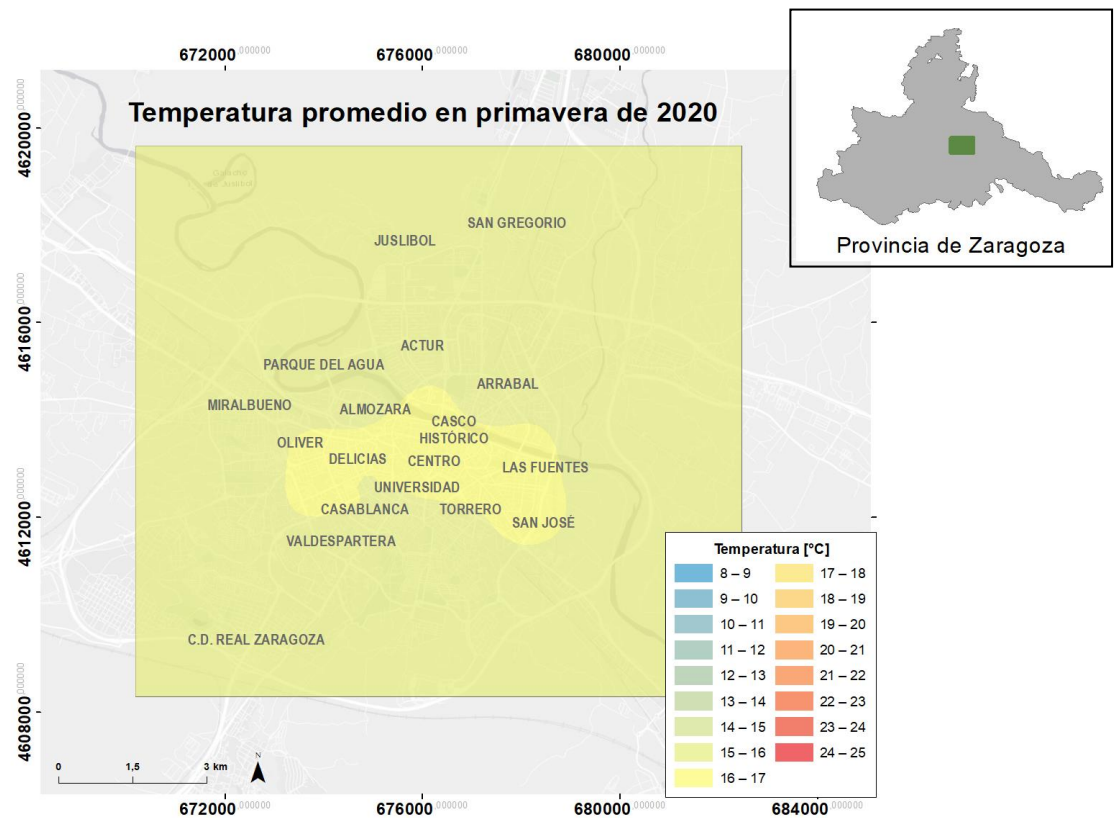 672000,000000 676000,000000 680000,000000
Temperatura promedio en primavera de 2020
Provincia de Zaragoza
4620000,000000
4616000,000000
4612000,000000
4608000,000000
SAN GREGORIO
JUSLIBOL
ACTUR
PARQUE DEL AGUA
ARRABAL
MIRALBUENO
ALMOZARA
CASCO
HISTÓRICO
OLIVER
DELICIAS
CENTRO
LAS FUENTES
UNIVERSIDAD
CASABLANCA
TORRERO
SAN JOSÉ
VALDESPARTERA
C.D. REAL ZARAGOZA
Temperatura [°C]
8 – 9
9 – 10
10 – 11
11 – 12
12 – 13
13 – 14
14 – 15
15 – 16
16 – 17
17 – 18
18 – 19
19 – 20
20 – 21
21 – 22
22 – 23
23 – 24
24 – 25
0 1,5 3 km
N
672000,000000 676000,000000 680000,000000 684000,000000